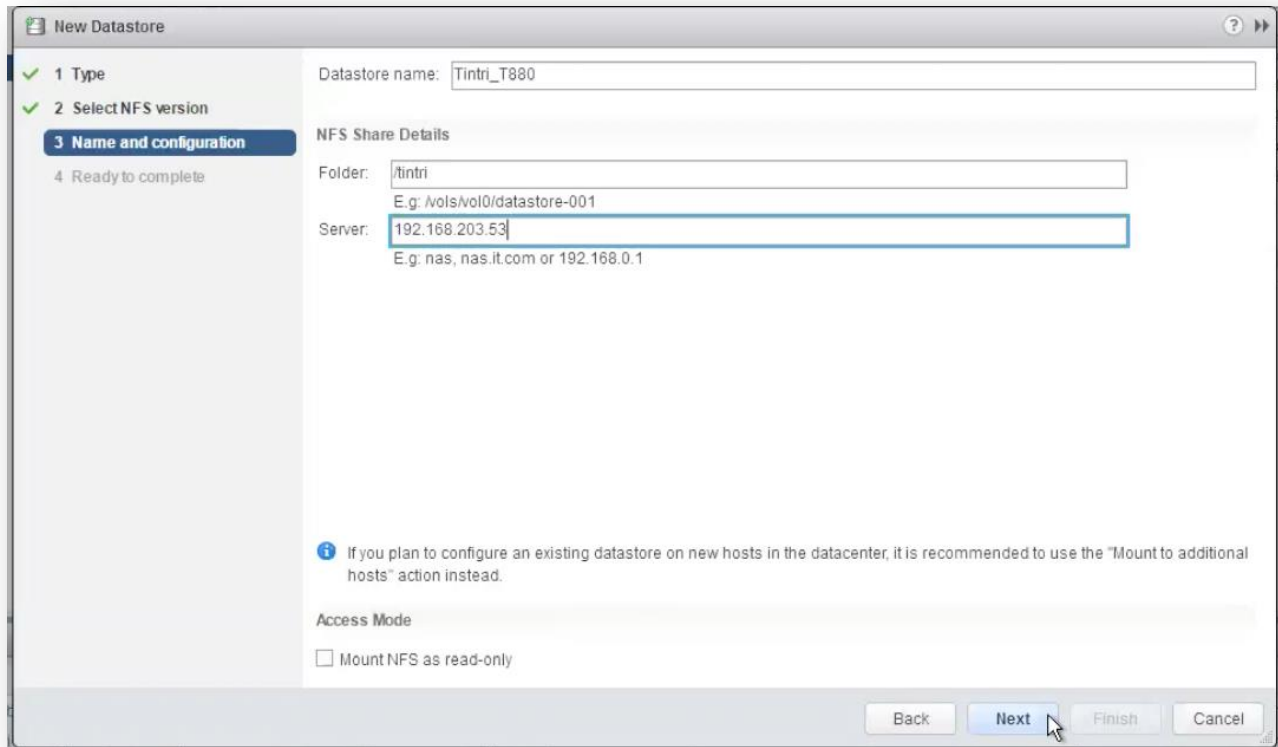 New Datastore
1 Type
2 Select NFS version
3 Name and configuration
4 Ready to complete
Datastore name: Tintri_T880
NFS Share Details
Folder: /tintri
E.g: /vols/vol0/datastore-001
Server: 192.168.203.53
E.g: nas, nas.it.com or 192.168.0.1
If you plan to configure an existing datastore on new hosts in the datacenter, it is recommended to use the "Mount to additional
hosts" action instead.
Access Mode
Mount NFS as read-only
Back Next Finish Cancel